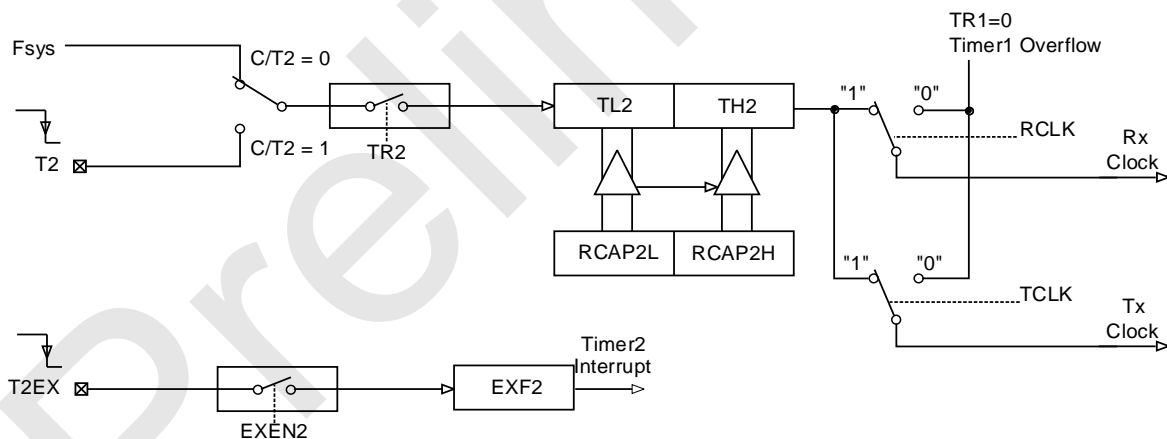 TR1=0
Timer1 Overflow
Fsys
C/T2 = 0
TL2
TH2
"1"
"0"
RCLK
Rx
Clock
T2
C/T2 = 1
TR2
RCAP2L
RCAP2H
"1"
"0"
TCLK
Tx
Clock
Timer2
Interrupt
T2EX
EXF2
EXEN2
Prelim